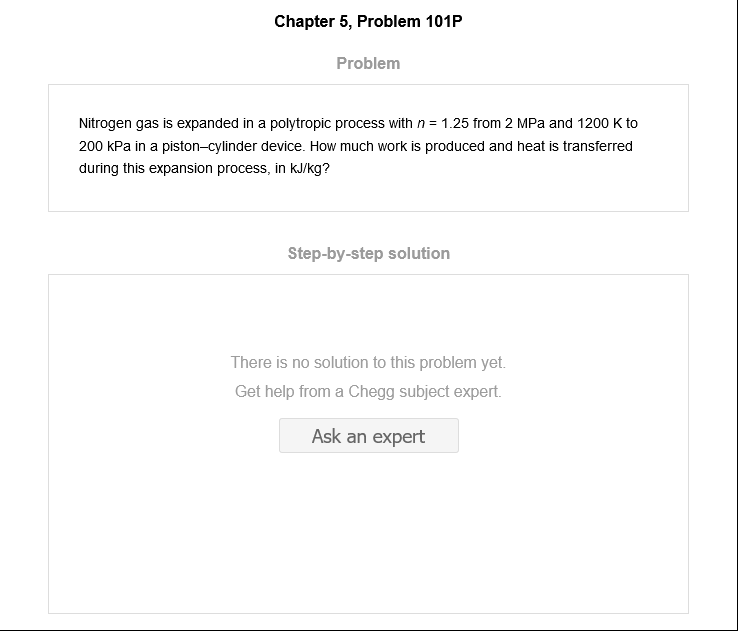 Chapter 5, Problem 101P
Problem
Nitrogen gas is expanded in a polytropic process with n = 1.25 from 2 MPa and 1200 K to
200 kPa in a piston–cylinder device. How much work is produced and heat is transferred
during this expansion process, in kJ/kg?
Step-by-step solution
There is no solution to this problem yet.
Get help from a Chegg subject expert.
Ask an expert